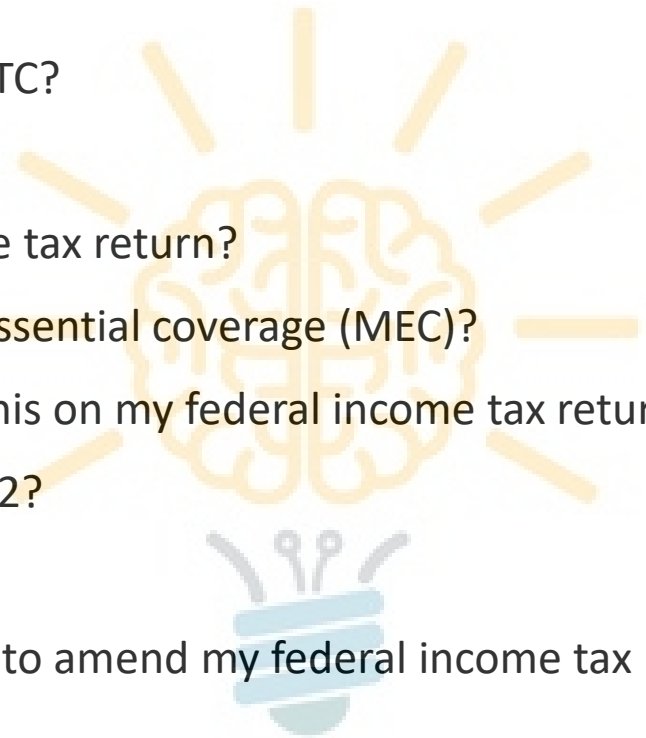 TC?
e tax return?
ssential coverage (MEC)?
his on my federal income tax retur
2?
to amend my federal income tax